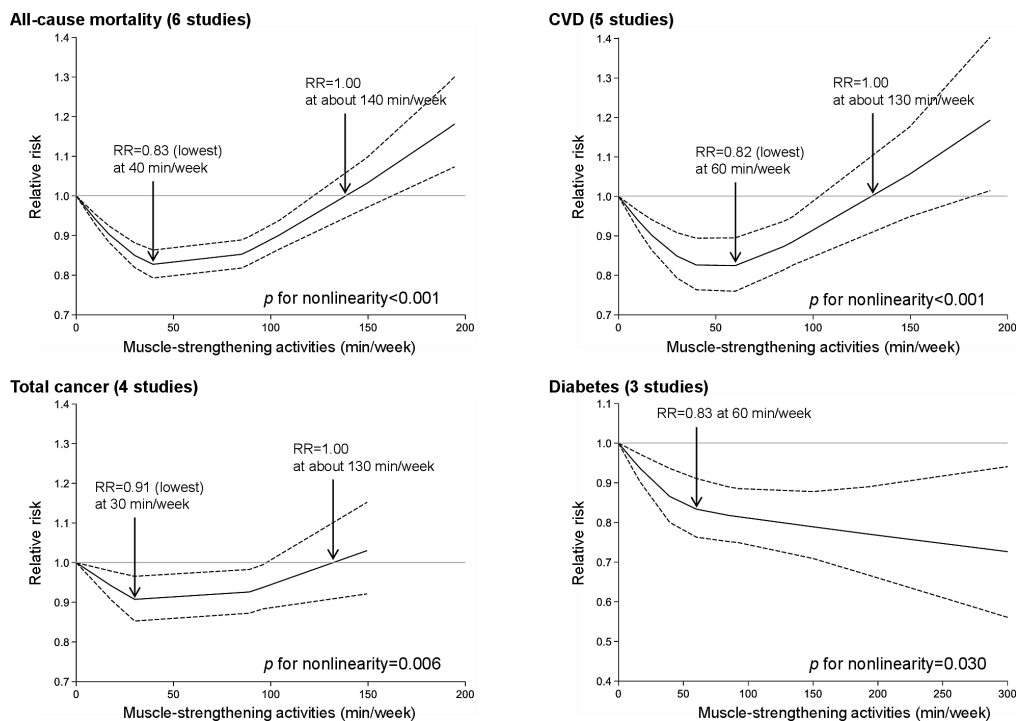 All-cause mortality (6 studies)
1.4
1.3
1.2
1.1
1.0
0.9
0.8
0.7
Relative risk
RR=1.00
at about 140 min/week
RR=0.83 (lowest)
at 40 min/week
p for nonlinearity<0.001
0
50
100
150
200
Muscle-strengthening activities (min/week)
CVD (5 studies)
1.4
1.3
1.2
1.1
1.0
0.9
0.8
0.7
Relative risk
RR=1.00
at about 130 min/week
RR=0.82 (lowest)
at 60 min/week
p for nonlinearity<0.001
0
50
100
150
200
Muscle-strengthening activities (min/week)
Total cancer (4 studies)
1.4
1.3
1.2
1.1
1.0
0.9
0.8
0.7
Relative risk
RR=1.00
at about 130 min/week
RR=0.91 (lowest)
at 30 min/week
p for nonlinearity=0.006
0
50
100
150
200
Muscle-strengthening activities (min/week)
Diabetes (3 studies)
1.1
1.0
0.9
0.8
0.7
0.6
0.5
0.4
Relative risk
RR=0.83 at 60 min/week
p for nonlinearity=0.030
0
50
100
150
200
250
300
Muscle-strengthening activities (min/week)